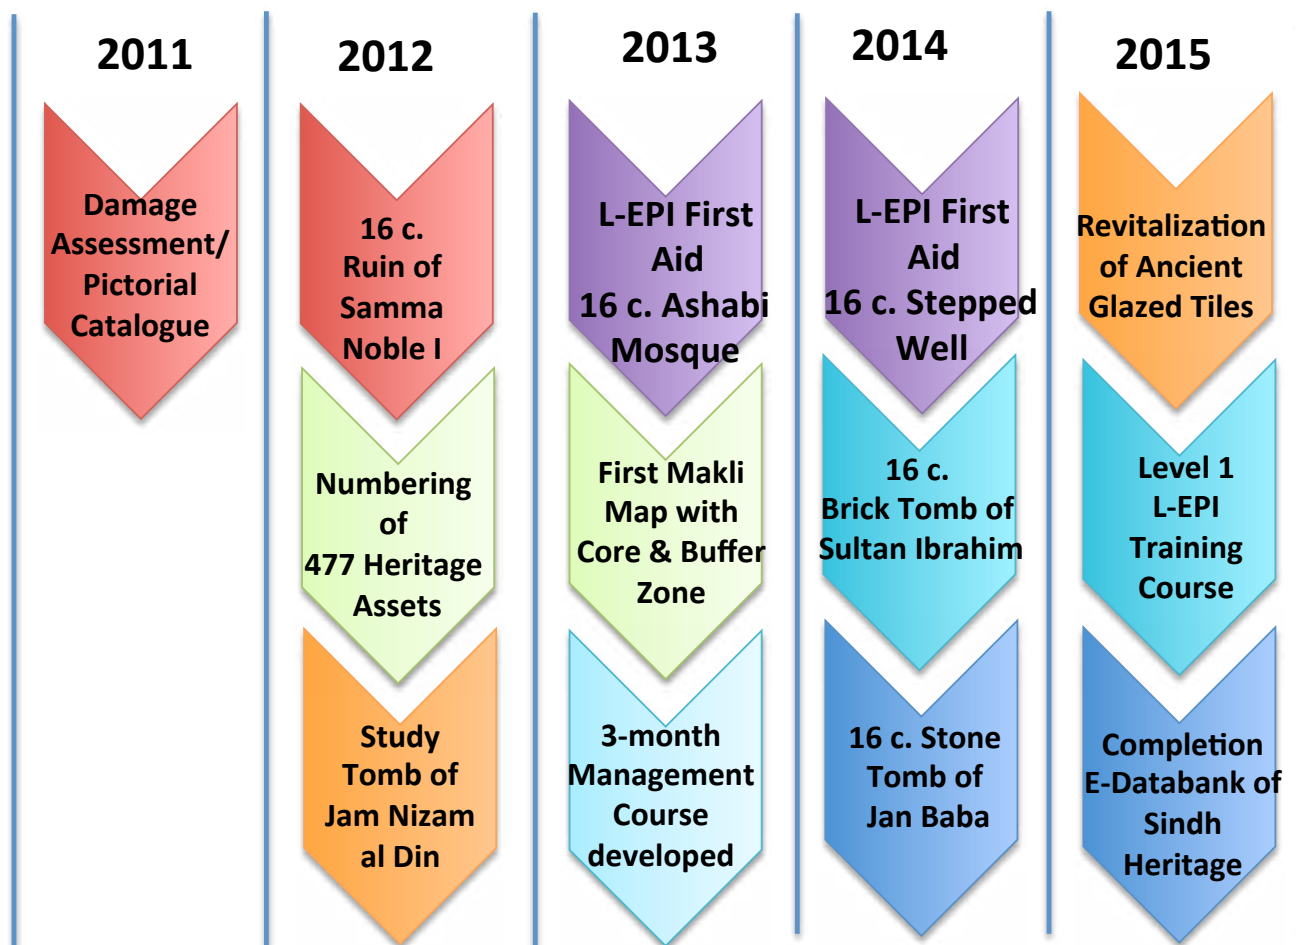 2011
Damage
Assessment/
Pictorial
Catalogue
2012
16 c.
Ruin of
Samma
Noble I
Numbering
of
477 Heritage
Assets
Study
Tomb of
Jam Nizam
al Din
2013
L-EPI First
Aid
16 c. Ashabi
Mosque
First Makli
Map with
Core & Buffer
Zone
3-month
Management
Course
developed
2014
L-EPI First
Aid
16 c. Stepped
Well
16 c.
Brick Tomb of
Sultan Ibrahim
16 c. Stone
Tomb of
Jan Baba
2015
Revitalization
of Ancient
Glazed Tiles
Level 1
L-EPI
Training
Course
Completion
E-Databank of
Sindh
Heritage